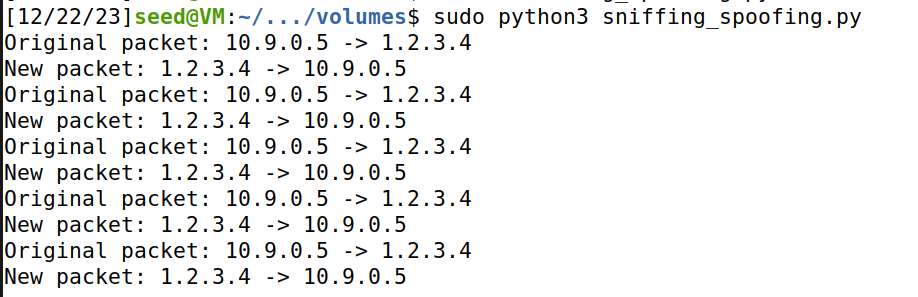 [12/22/23]seed@VM:~/.../volumes$ sudo python3 sniffing_spoofing.py
Original packet: 10.9.0.5 -> 1.2.3.4
New packet: 1.2.3.4 -> 10.9.0.5
Original packet: 10.9.0.5 -> 1.2.3.4
New packet: 1.2.3.4 -> 10.9.0.5
Original packet: 10.9.0.5 -> 1.2.3.4
New packet: 1.2.3.4 -> 10.9.0.5
Original packet: 10.9.0.5 -> 1.2.3.4
New packet: 1.2.3.4 -> 10.9.0.5
Original packet: 10.9.0.5 -> 1.2.3.4
New packet: 1.2.3.4 -> 10.9.0.5